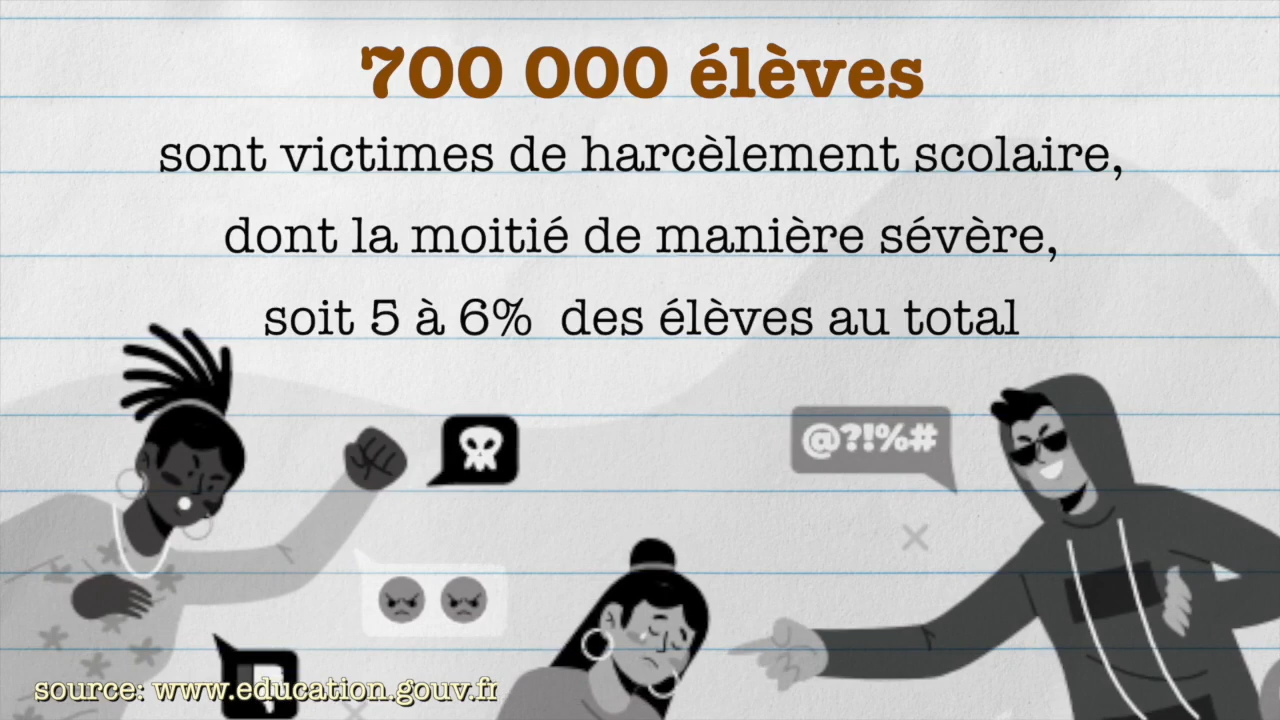 700 000 élèves
sont victimes de harcèlement scolaire,
dont la moitié de manière sévère,
soit 5 à 6% des élèves au total
@?!%#
source: www.education.gouv.fr